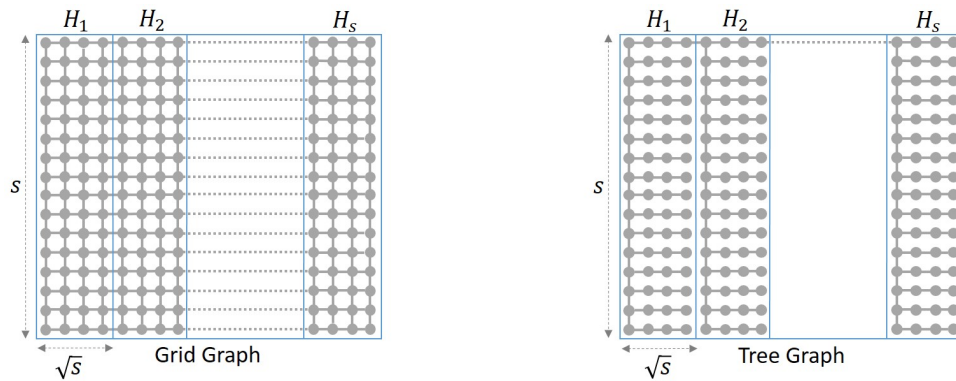 H₁ H₂ Hₛ
s
√s
Grid Graph
H₁ H₂ Hₛ
s
√s
Tree Graph